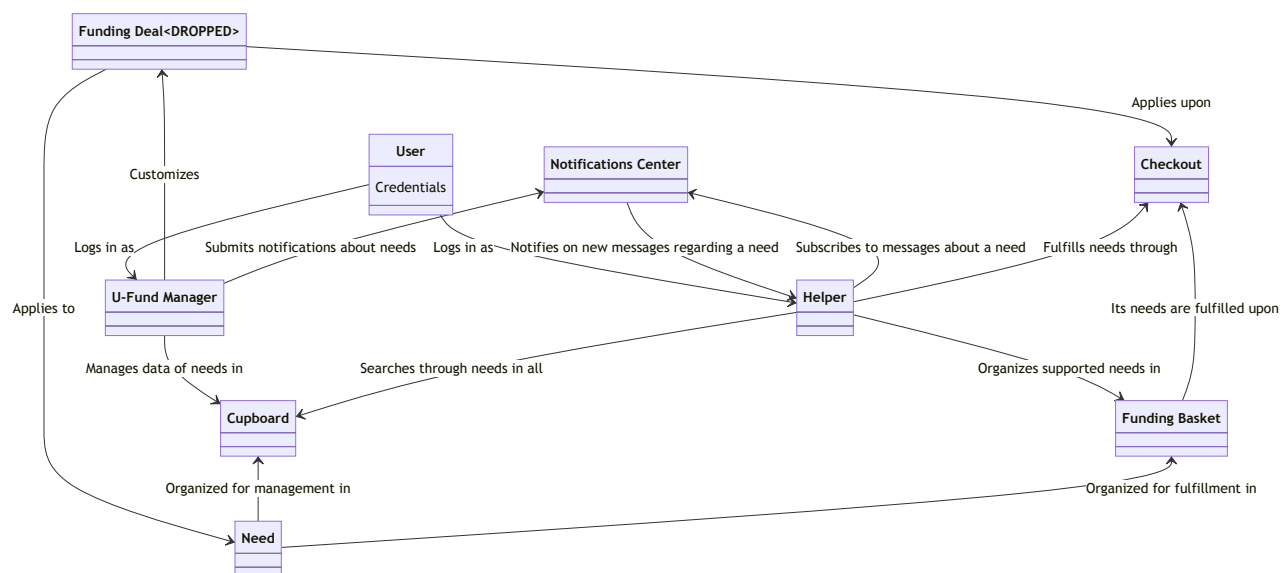 Funding Deal<DROPPED>
Applies upon
User
Credentials
Notifications Center
Checkout
Customizes
Logs in as
Submits notifications about needs
Logs in as
Notifies on new messages regarding a need
Subscribes to messages about a need
Fulfills needs through
U-Fund Manager
Helper
Applies to
Its needs are fulfilled upon
Manages data of needs in
Searches through needs in all
Organizes supported needs in
Cupboard
Funding Basket
Organized for management in
Organized for fulfillment in
Need